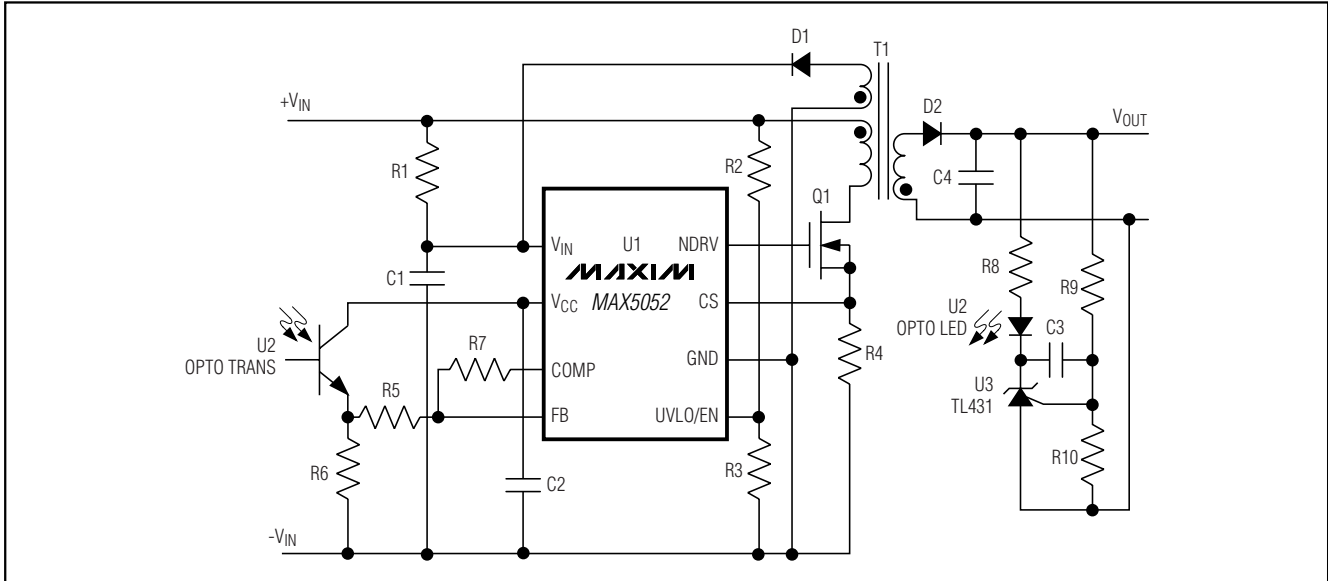 D1
T1
+VIN
D2
VOUT
R1
R2
C4
Q1
VIN
U1
NDRV
MAXIM
R8
R9
C1
VCC
MAX5052
CS
U2
OPTO LED
C3
U2
OPTO TRANS
R7
R4
GND
COMP
U3
TL431
R5
FB
UVLO/EN
R6
R3
R10
C2
-VIN